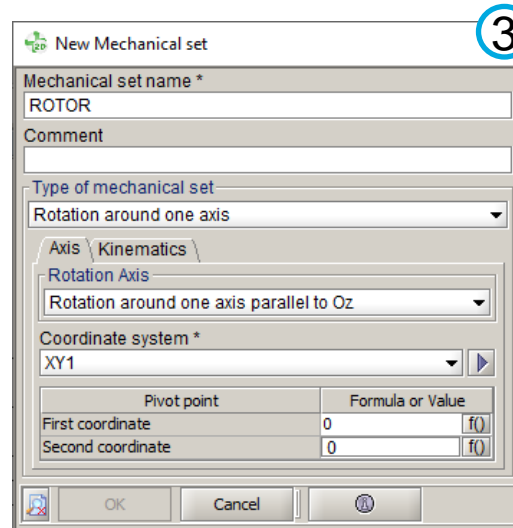 3
2D New Mechanical set
Mechanical set name *
ROTOR
Comment
Type of mechanical set
Rotation around one axis
Axis Kinematics
Rotation Axis
Rotation around one axis parallel to Oz
Coordinate system *
XY1
Pivot point Formula or Value
First coordinate 0 f()
Second coordinate 0 f()
OK Cancel